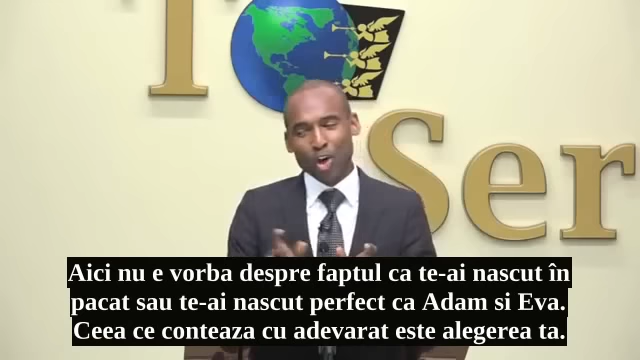 T
Ser
Aici nu e vorba despre faptul ca te-ai nascut în
pacat sau te-ai nascut perfect ca Adam si Eva.
Ceea ce conteaza cu adevarat este alegerea ta.